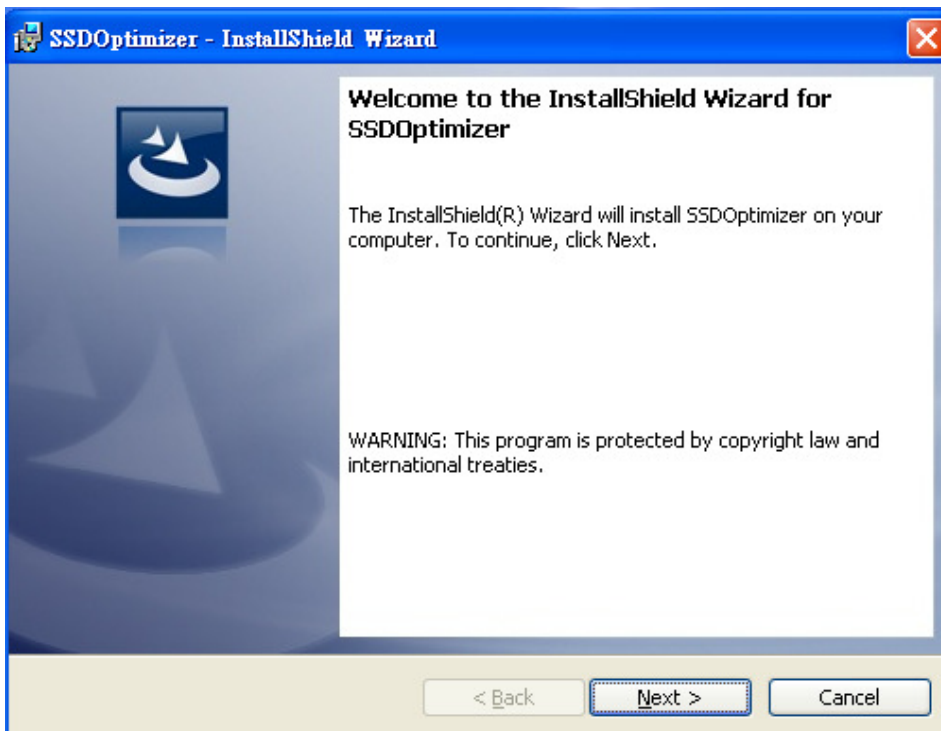 SSDOptimizer - InstallShield Wizard
Welcome to the InstallShield Wizard for
SSDOptimizer
The InstallShield(R) Wizard will install SSDOptimizer on your
computer. To continue, click Next.
WARNING: This program is protected by copyright law and
international treaties.
< Back
Next >
Cancel